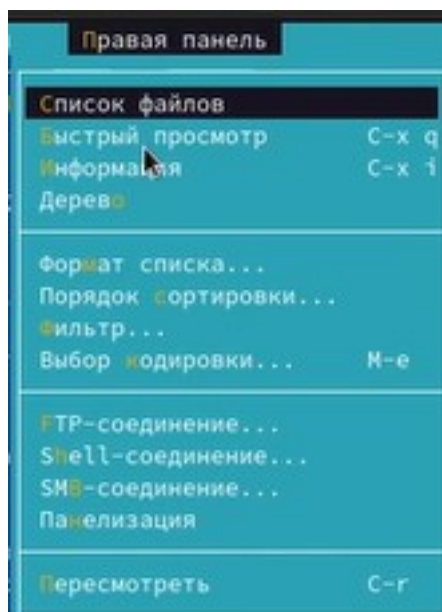 Правая панель
Список файлов
Быстрый просмотр C-x q
Информация C-x i
Дерево
Формат списка...
Порядок сортировки...
Фильтр...
Выбор кодировки... M-e
FTP-соединение...
Shell-соединение...
SMB-соединение...
Панелизация
Пересмотреть C-r